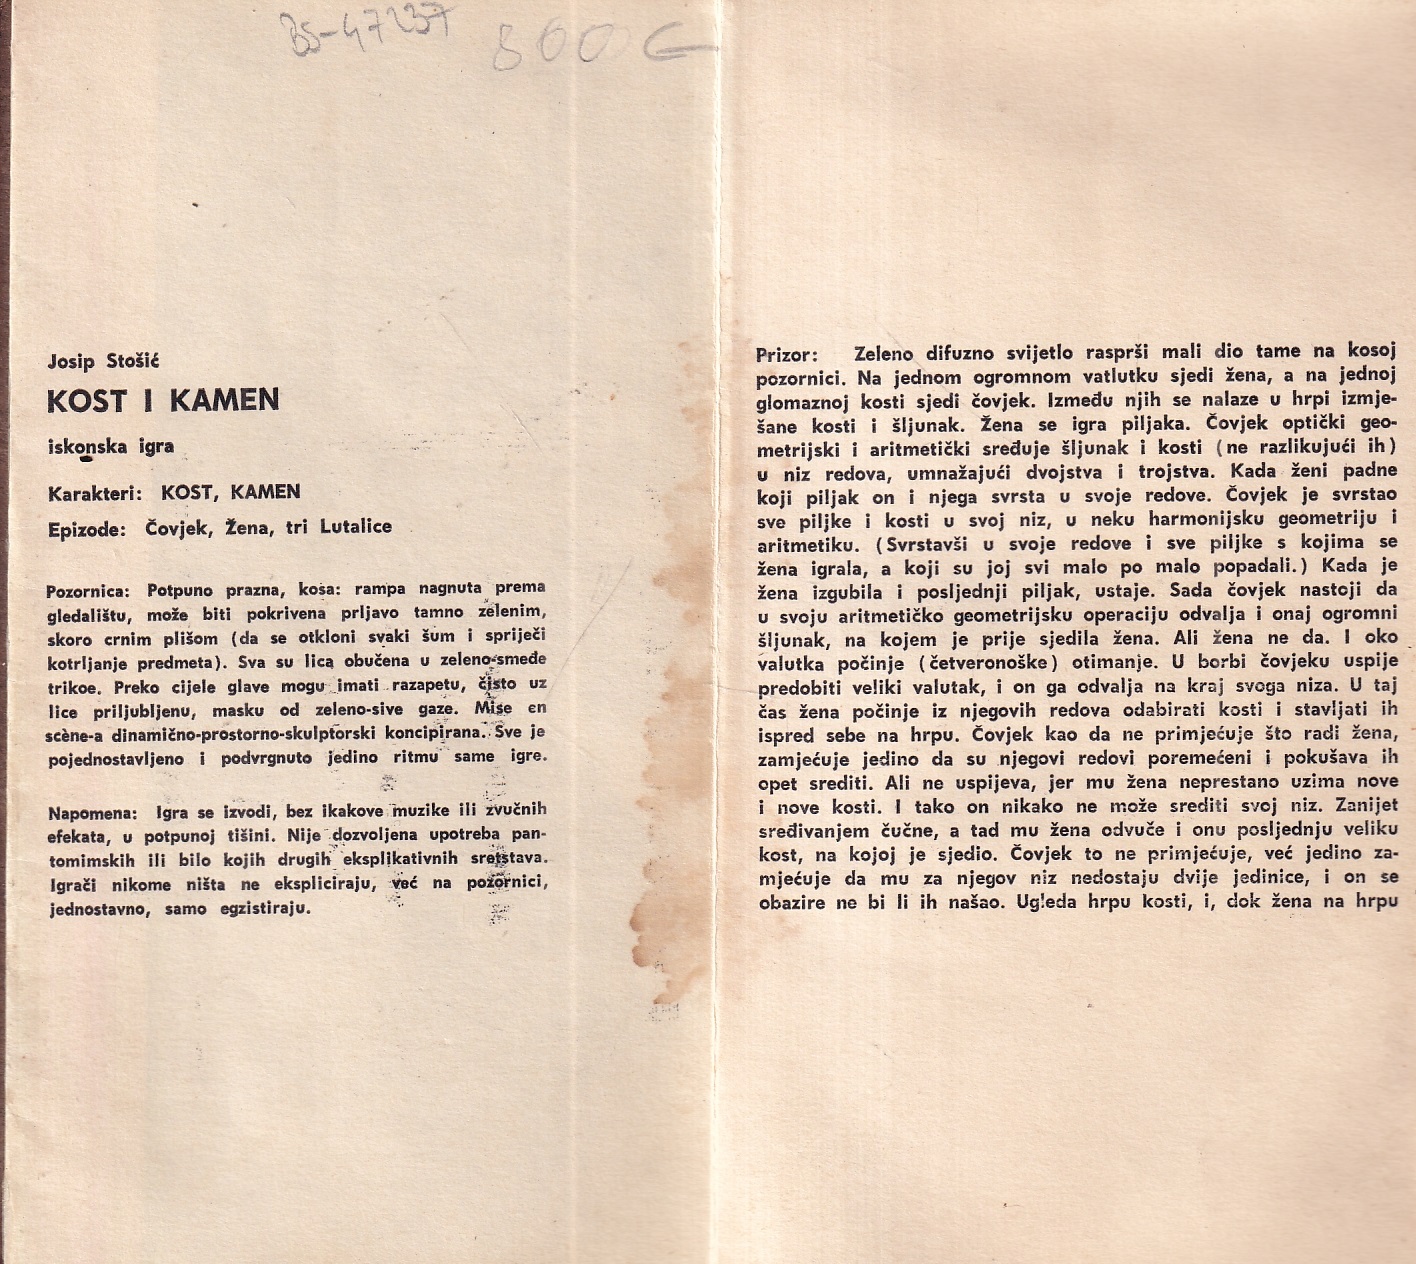 BS-47237
800
Josip Stošić
KOST I KAMEN
iskonska igra
Karakteri: KOST, KAMEN
Epizode: Čovjek, Žena, tri Lutalice
Pozornica: Potpuno prazna, kosa: rampa nagnuta prema
gledalištu, može biti pokrivena prljavo tamno zelenim,
skoro crnim plišom (da se otkloni svaki šum i spriječi
kotrljanje predmeta). Sva su lica obučena u zeleno-smeđe
trikoe. Preko cijele glave mogu imati razapetu, čisto uz
lice priljubljenu, masku od zeleno-sive gaze. Mise en
scène-a dinamično-prostorno-skulptorski koncipirana. Sve je
pojednostavljeno i podvrgnuto jedino ritmu same igre.
Napomena: Igra se izvodi, bez ikakove muzike ili zvučnih
efekata, u potpunoj tišini. Nije dozvoljena upotreba pan-
tomimskih ili bilo kojih drugih eksplikativnih sretstava.
Igrači nikome ništa ne ekspliciraju, već na pozornici,
jednostavno, samo egzistiraju.
Prizor: Zeleno difuzno svijetlo rasprši mali dio tame na kosoj
pozornici. Na jednom ogromnom vatlutku sjedi žena, a na jednoj
glomaznoj kosti sjedi čovjek. Između njih se nalaze u hrpi izmje-
šane kosti i šljunak. Žena se igra piljaka. Čovjek optički geo-
metrijski i aritmetički sređuje šljunak i kosti (ne razlikujući ih)
u niz redova, umnažajući dvojstva i trojstva. Kada ženi padne
koji piljak on i njega svrsta u svoje redove. Čovjek je svrstao
sve piljke i kosti u svoj niz, u neku harmonijsku geometriju i
aritmetiku. (Svrstavši u svoje redove i sve piljke s kojima se
žena igrala, a koji su joj svi malo po malo popadali.) Kada je
žena izgubila i posljednji piljak, ustaje. Sada čovjek nastoji da
u svoju aritmetičko geometrijsku operaciju odvalja i onaj ogromni
šljunak, na kojem je prije sjedila žena. Ali žena ne da. I oko
valutka počinje (četveronoške) otimanje. U borbi čovjeku uspije
predobiti veliki valutak, i on ga odvalja na kraj svoga niza. U taj
čas žena počinje iz njegovih redova odabirati kosti i stavljati ih
ispred sebe na hrpu. Čovjek kao da ne primjećuje što radi žena,
zamjećuje jedino da su njegovi redovi poremećeni i pokušava ih
opet srediti. Ali ne uspijeva, jer mu žena neprestano uzima nove
i nove kosti. I tako on nikako ne može srediti svoj niz. Zanijet
sređivanjem čučne, a tad mu žena odvuče i onu posljednju veliku
kost, na kojoj je sjedio. Čovjek to ne primjećuje, već jedino za-
mjećuje da mu za njegov niz nedostaju dvije jedinice, i on se
obazire ne bi li ih našao. Ugleda hrpu kosti, i, dok žena na hrpu